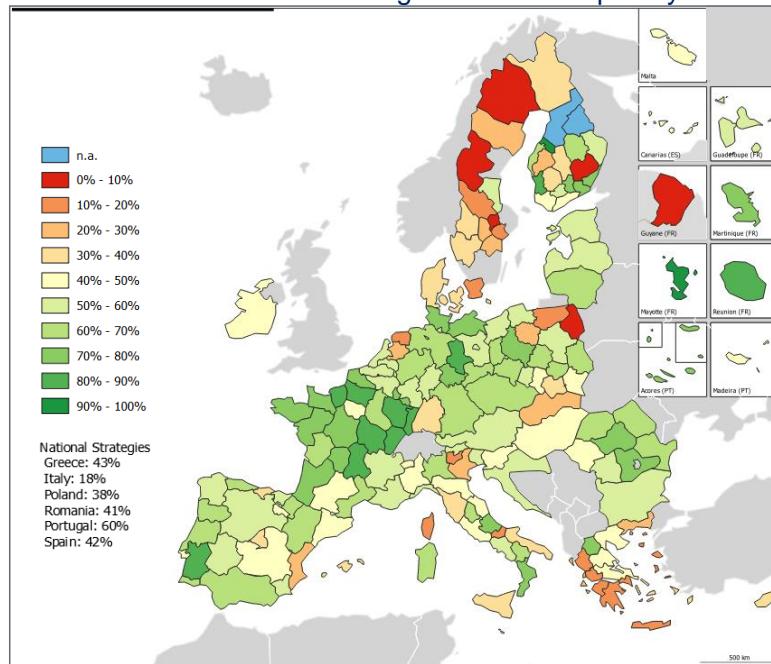 n.a.
0% - 10%
10% - 20%
20% - 30%
30% - 40%
40% - 50%
50% - 60%
60% - 70%
70% - 80%
80% - 90%
90% - 100%
National Strategies
Greece: 43%
Italy: 18%
Poland: 38%
Romania: 41%
Portugal: 60%
Spain: 42%
Malta
Canarias (ES)
Guadeloupe (FR)
Guyane (FR)
Martinique (FR)
Mayotte (FR)
Reunion (FR)
Acores (PT)
Madeira (PT)
500 km